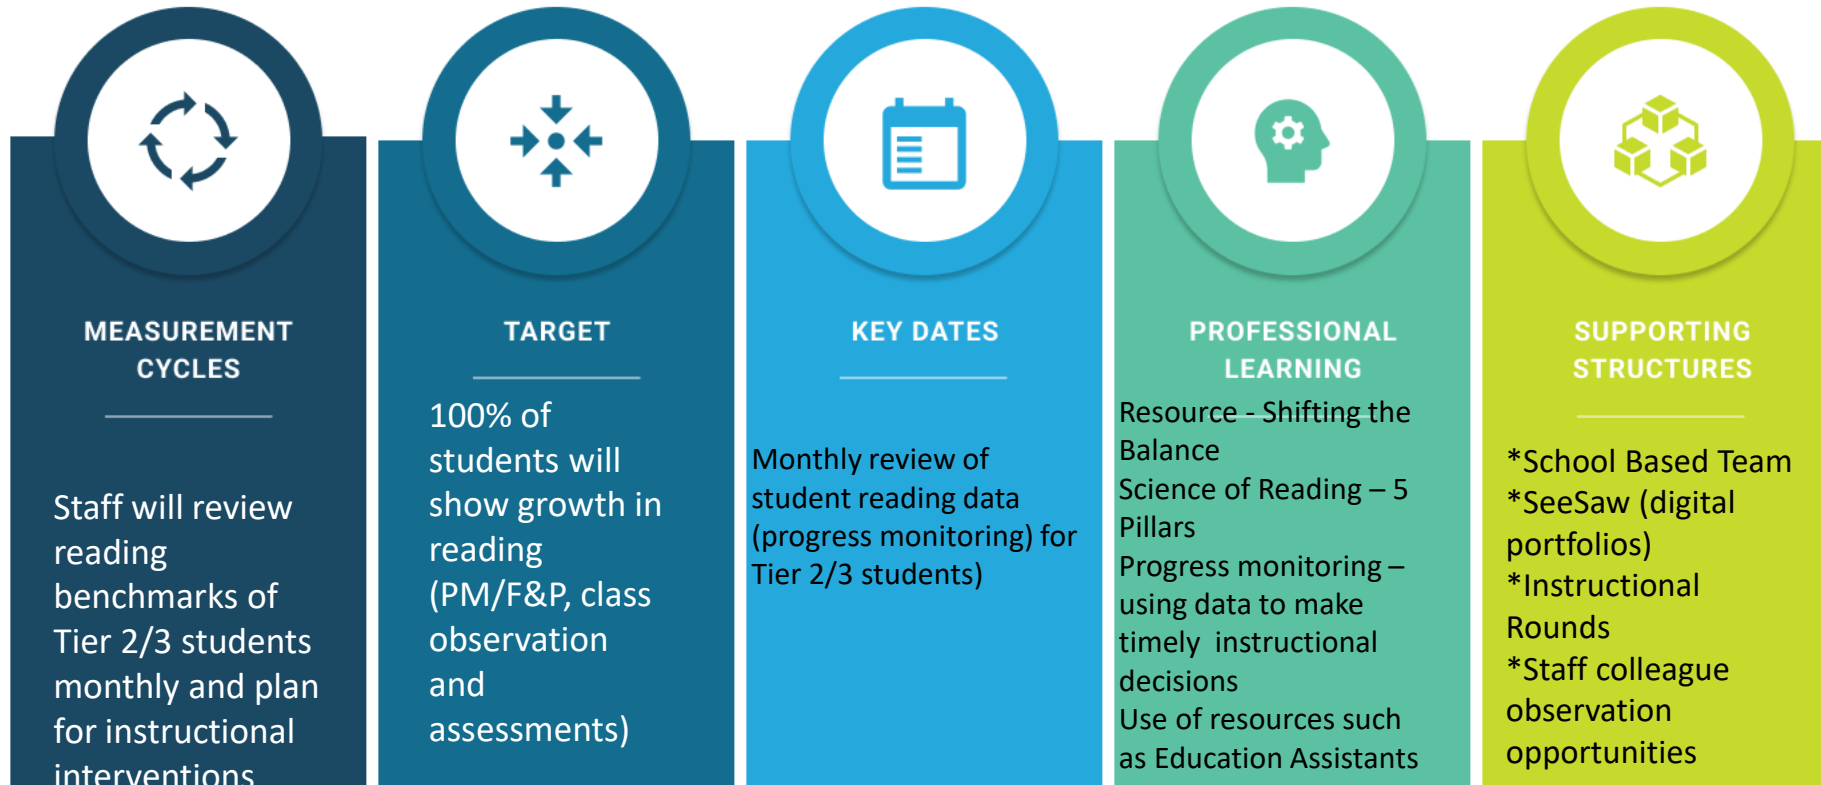 MEASUREMENT
CYCLES
Staff will review
reading
benchmarks of
Tier 2/3 students
monthly and plan
for instructional
interventions
TARGET
100% of
students will
show growth in
reading
(PM/F&P, class
observation
and
assessments)
KEY DATES
Monthly review of
student reading data
(progress monitoring) for
Tier 2/3 students)
PROFESSIONAL
LEARNING
Resource - Shifting the
Balance
Science of Reading – 5
Pillars
Progress monitoring –
using data to make
timely  instructional
decisions
Use of resources such
as Education Assistants
SUPPORTING
STRUCTURES
*School Based Team
*SeeSaw (digital
portfolios)
*Instructional
Rounds
*Staff colleague
observation
opportunities